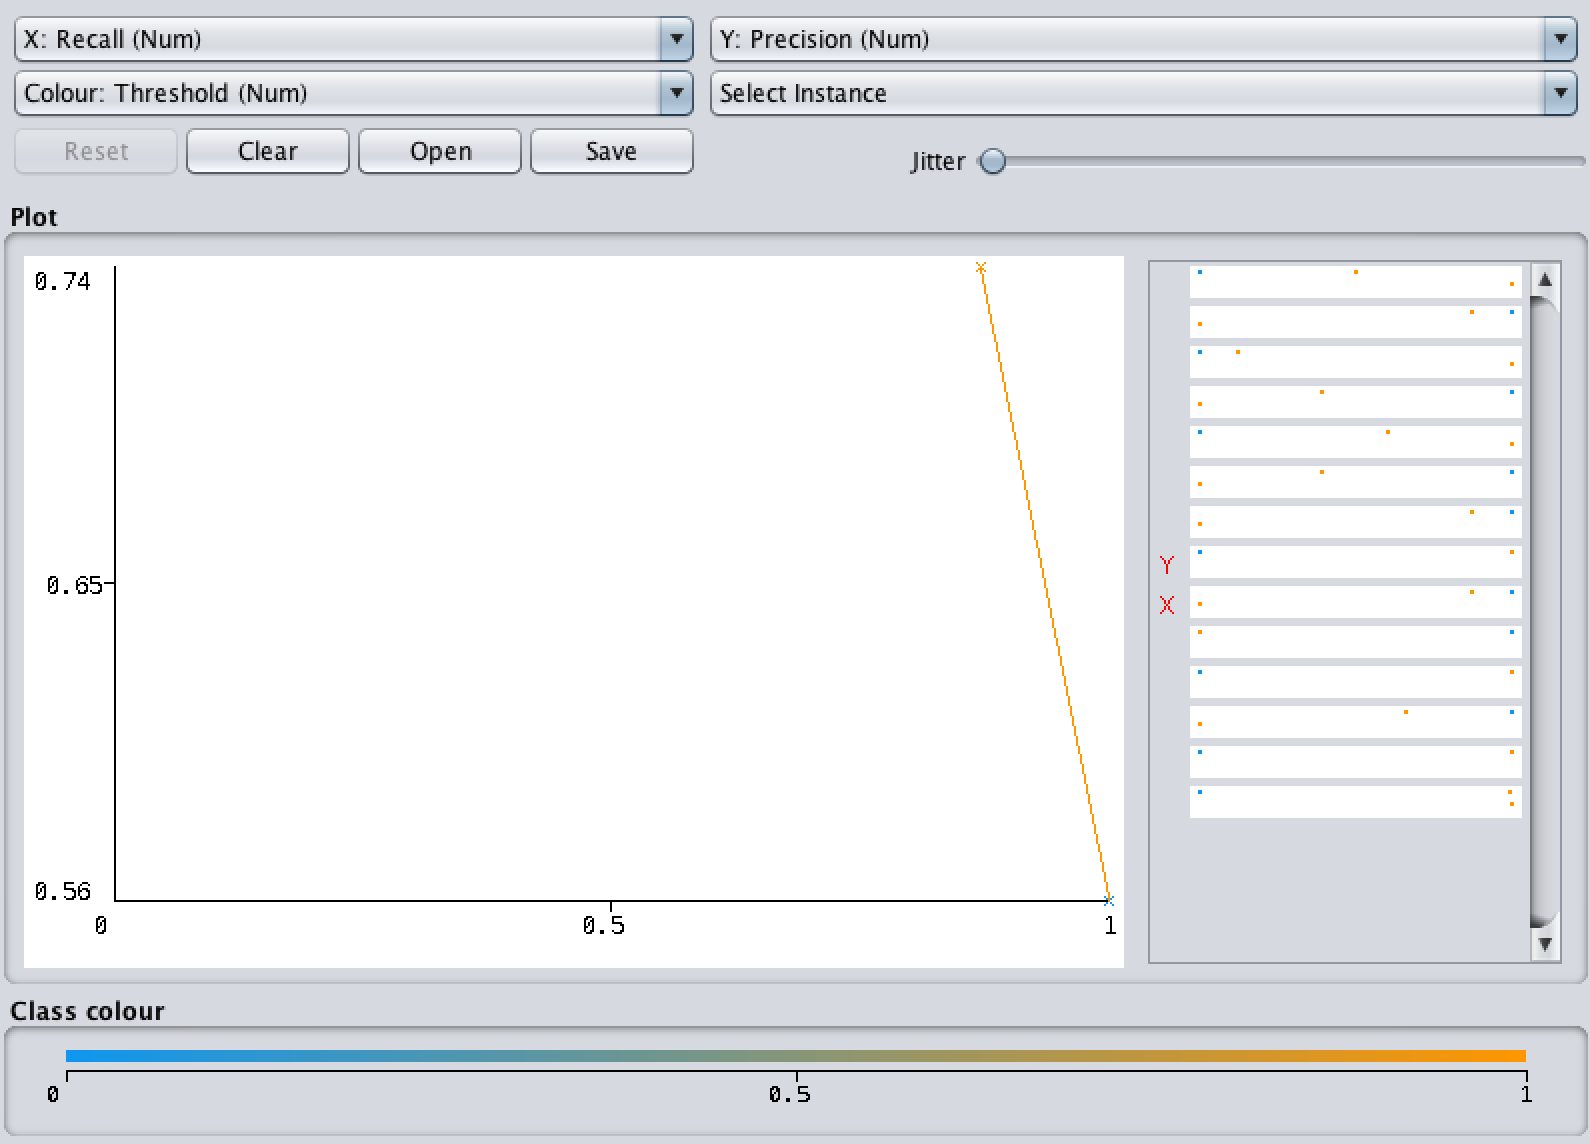 X: Recall (Num)
Y: Precision (Num)
Colour: Threshold (Num)
Select Instance
Reset
Clear
Open
Save
Jitter
Plot
0.74
0.65
0.56
0
0.5
1
Y
X
Class colour
0
0.5
1